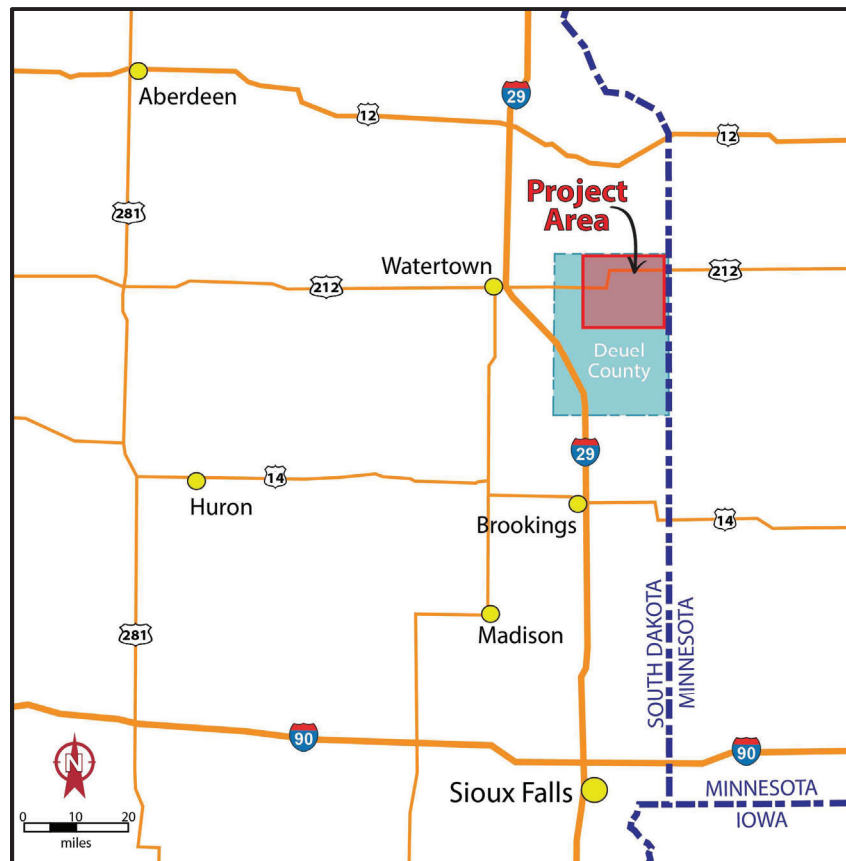 Aberdeen
29
12
12
281
Project
Area
Watertown
212
212
Deuel
County
29
14
Huron
Brookings
14
SOUTH DAKOTA
MINNESOTA
281
Madison
90
90
N
Sioux Falls
MINNESOTA
IOWA
0 10 20
miles